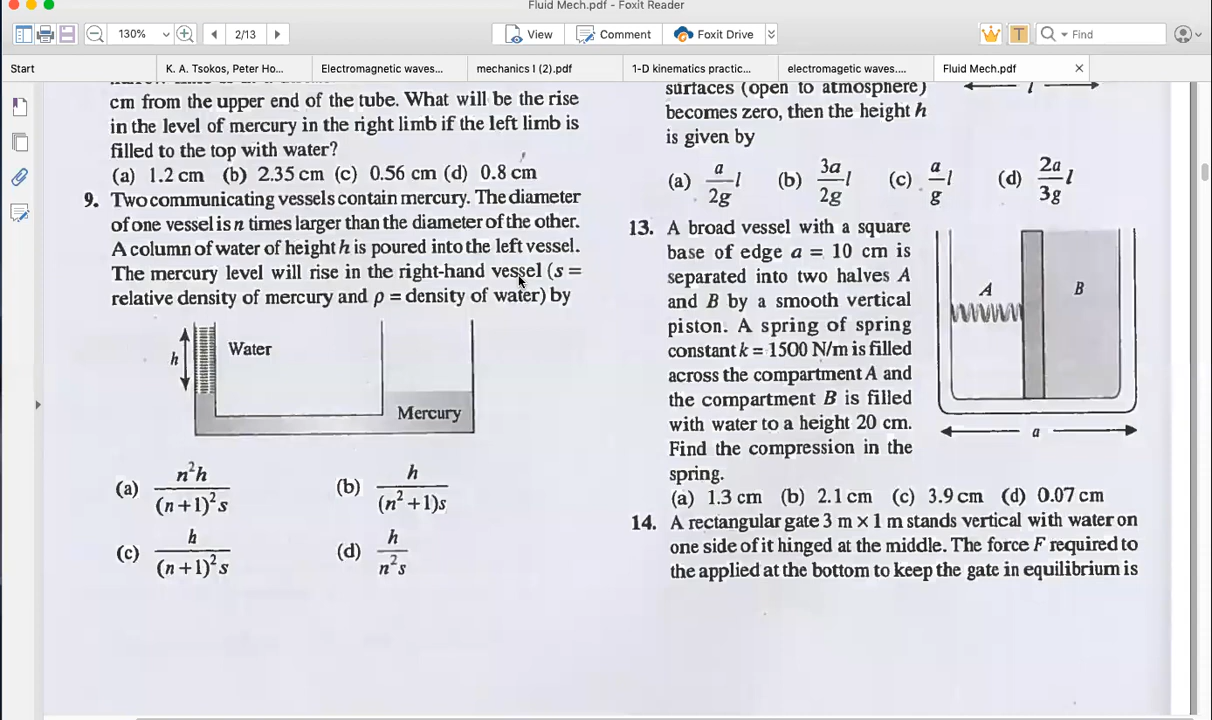 Fluid Mech.pdf - Foxit Reader
130%
2/13
View
Comment
Foxit Drive
T
Find
Start
K. A. Tsokos, Peter Ho...
Electromagnetic waves...
mechanics I (2).pdf
1-D kinematics practic...
electromagetic waves....
Fluid Mech.pdf
cm from the upper end of the tube. What will be the rise
in the level of mercury in the right limb if the left limb is
filled to the top with water?
(a) 1.2 cm (b) 2.35 cm (c) 0.56 cm (d) 0.8 cm
9. Two communicating vessels contain mercury. The diameter
of one vessel is n times larger than the diameter of the other.
A column of water of height h is poured into the left vessel.
The mercury level will rise in the right-hand vessel (s =
relative density of mercury and ρ = density of water) by
h
Water
Mercury
(a) n²h/(n+1)²s (b) h/(n²+1)s
(c) h/(n+1)²s (d) h/n²s
surfaces (open to atmosphere)
becomes zero, then the height h
is given by
l
(a) a/2g l (b) 3a/2g l (c) a/g l (d) 2a/3g l
13. A broad vessel with a square
base of edge a = 10 cm is
separated into two halves A
and B by a smooth vertical
piston. A spring of spring
constant k = 1500 N/m is filled
across the compartment A and
the compartment B is filled
with water to a height 20 cm.
Find the compression in the
spring.
A
B
a
(a) 1.3 cm (b) 2.1 cm (c) 3.9 cm (d) 0.07 cm
14. A rectangular gate 3 m × 1 m stands vertical with water on
one side of it hinged at the middle. The force F required to
the applied at the bottom to keep the gate in equilibrium is